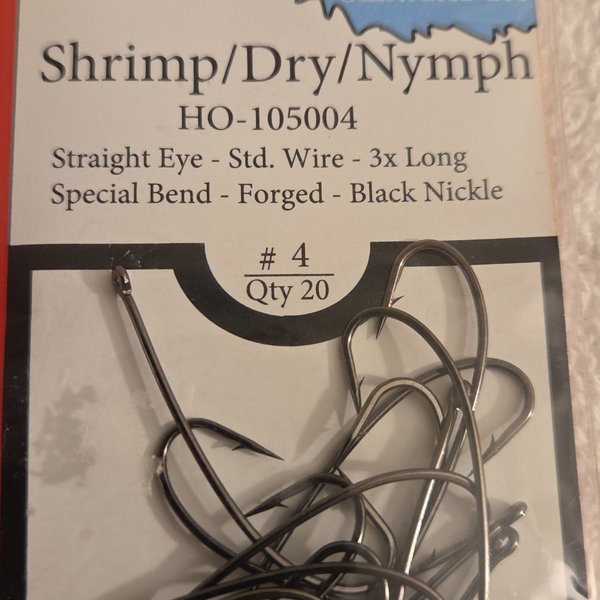 Shrimp/Dry/Nymph
HO-105004
Straight Eye - Std. Wire - 3x Long
Special Bend - Forged - Black Nickle
# 4
Qty 20